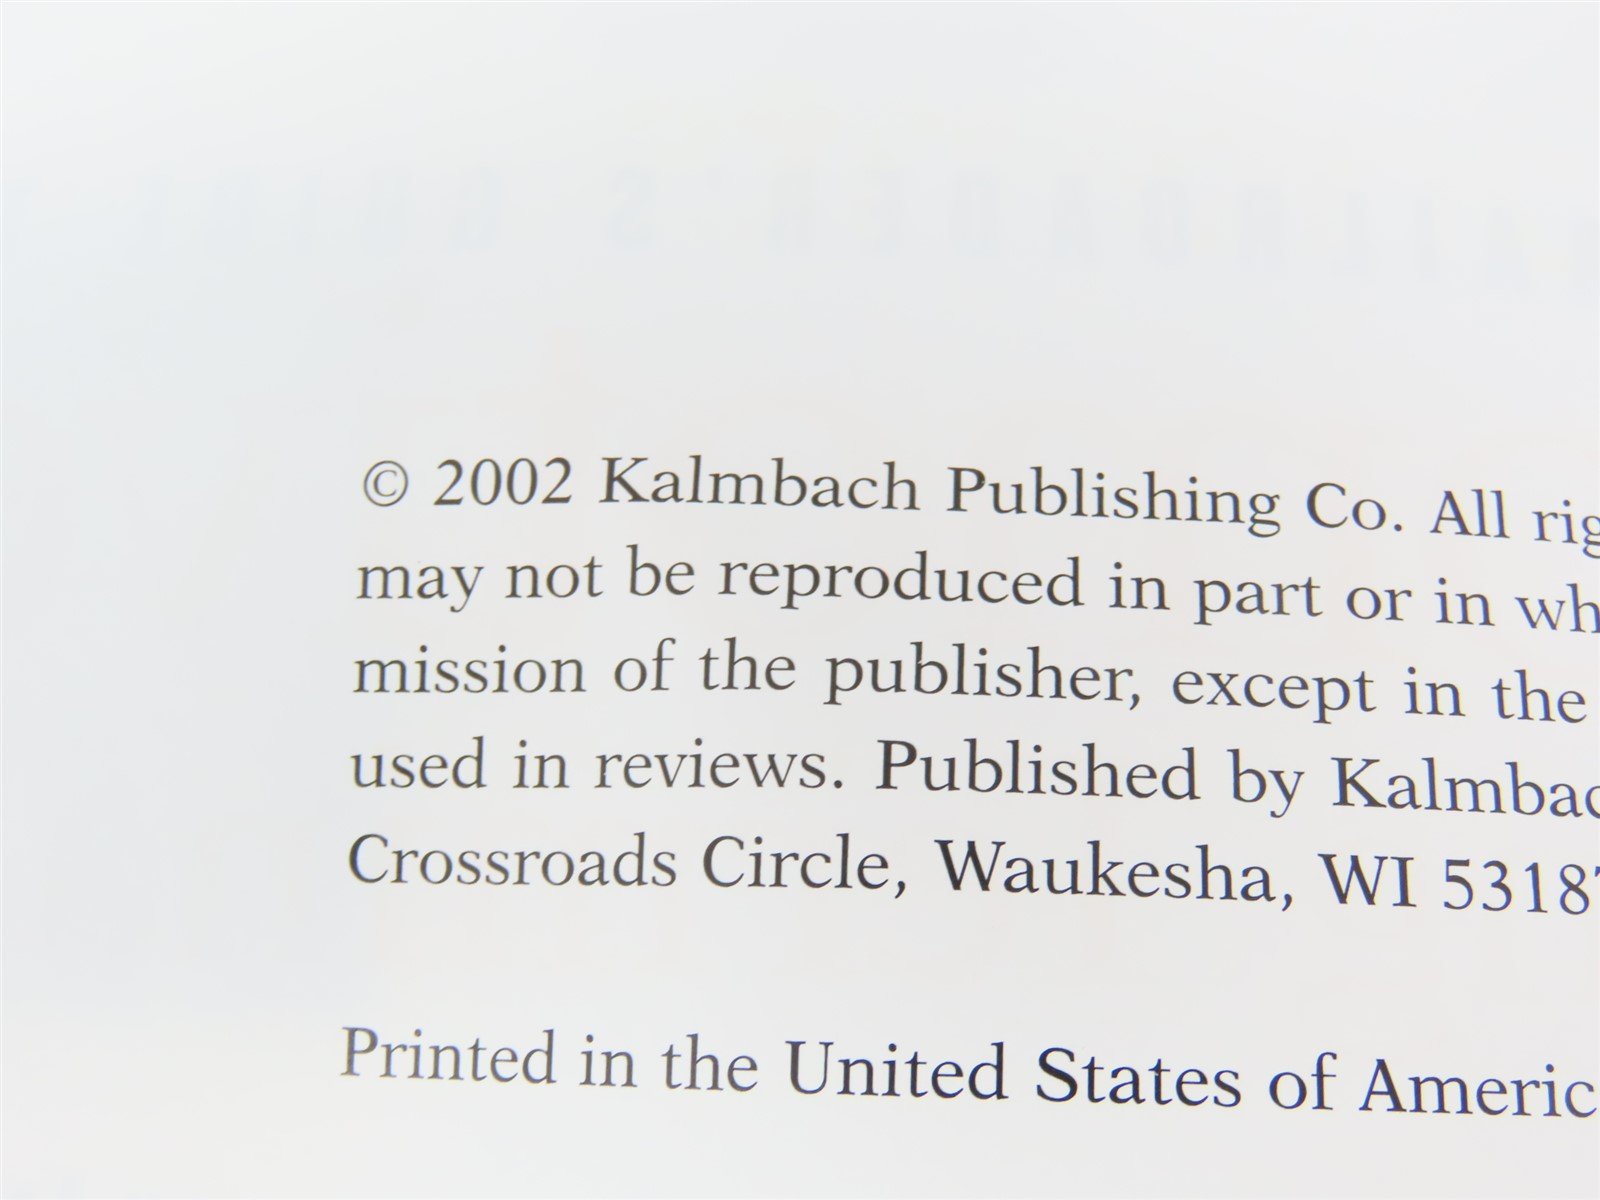 © 2002 Kalmbach Publishing Co. All rig
may not be reproduced in part or in wh
mission of the publisher, except in the
used in reviews. Published by Kalmbac
Crossroads Circle, Waukesha, WI 53187
Printed in the United States of Americ